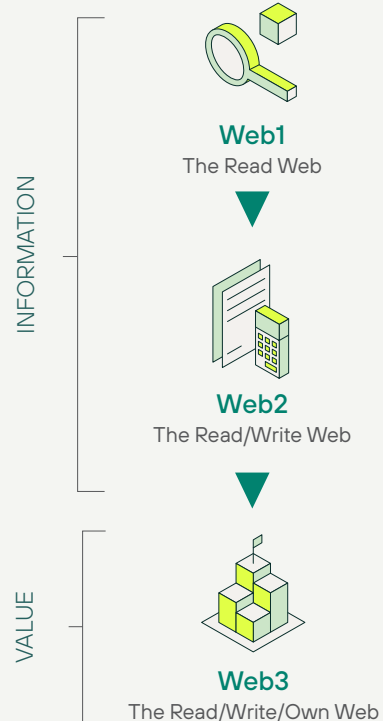 INFORMATION
Web1
The Read Web
Web2
The Read/Write Web
VALUE
Web3
The Read/Write/Own Web